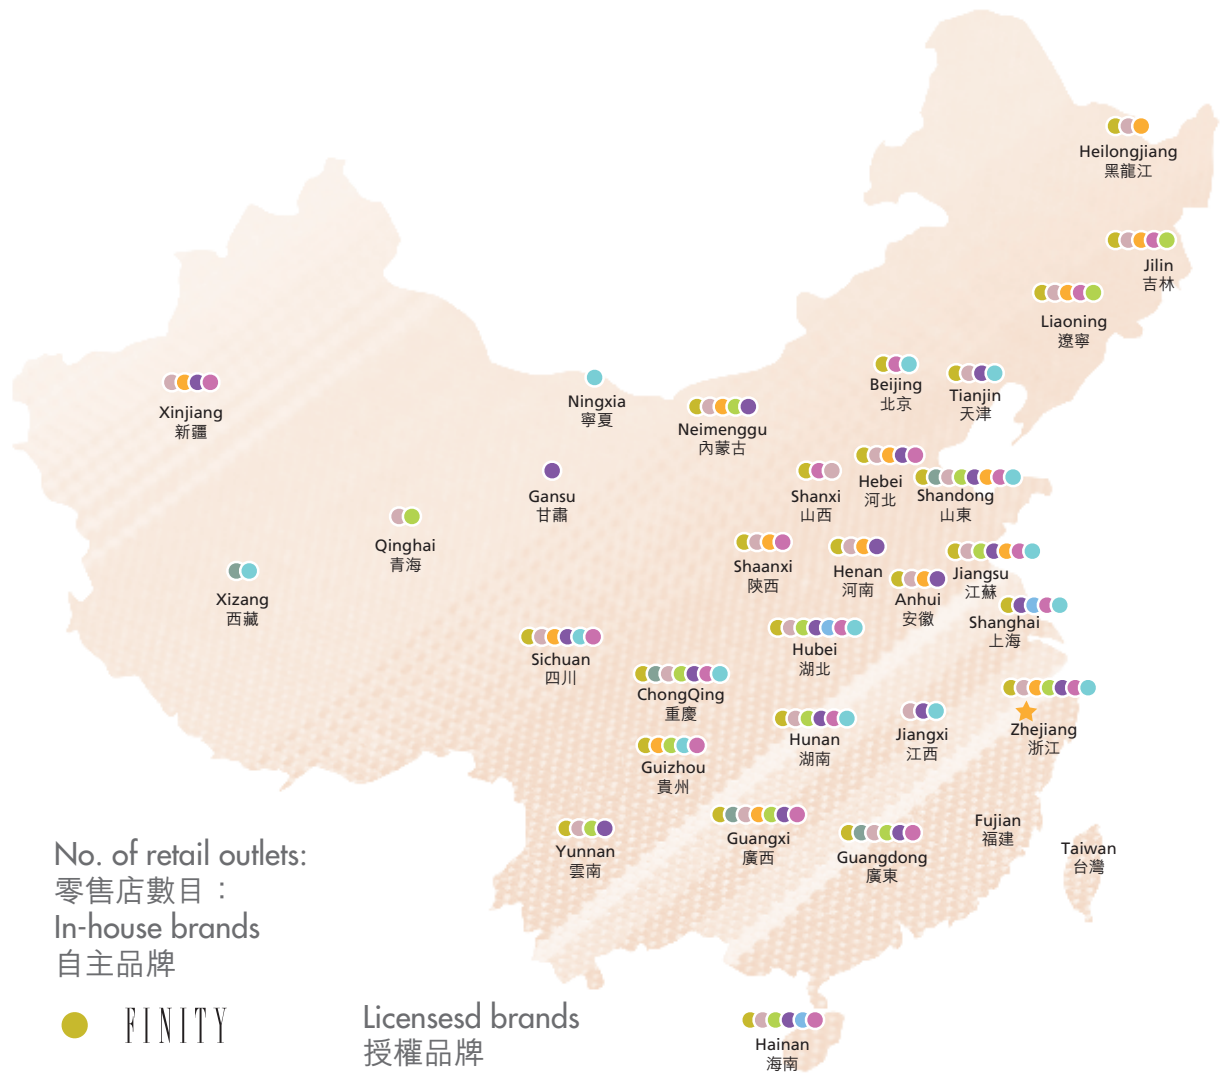 Heilongjiang
黑龍江
Jilin
吉林
Liaoning
遼寧
Beijing
北京
Tianjin
天津
Xinjiang
新疆
Ningxia
寧夏
Neimenggu
內蒙古
Hebei
河北
Shanxi
山西
Shandong
山東
Gansu
甘肅
Qinghai
青海
Shaanxi
陝西
Henan
河南
Jiangsu
江蘇
Anhui
安徽
Xizang
西藏
Shanghai
上海
Sichuan
四川
Hubei
湖北
ChongQing
重慶
Hunan
湖南
Jiangxi
江西
Zhejiang
浙江
Guizhou
貴州
Fujian
福建
Guangxi
廣西
Guangdong
廣東
Taiwan
台灣
Yunnan
雲南
No. of retail outlets:
零售店數目：
In-house brands
自主品牌
FINITY
Licensesd brands
授權品牌
Hainan
海南